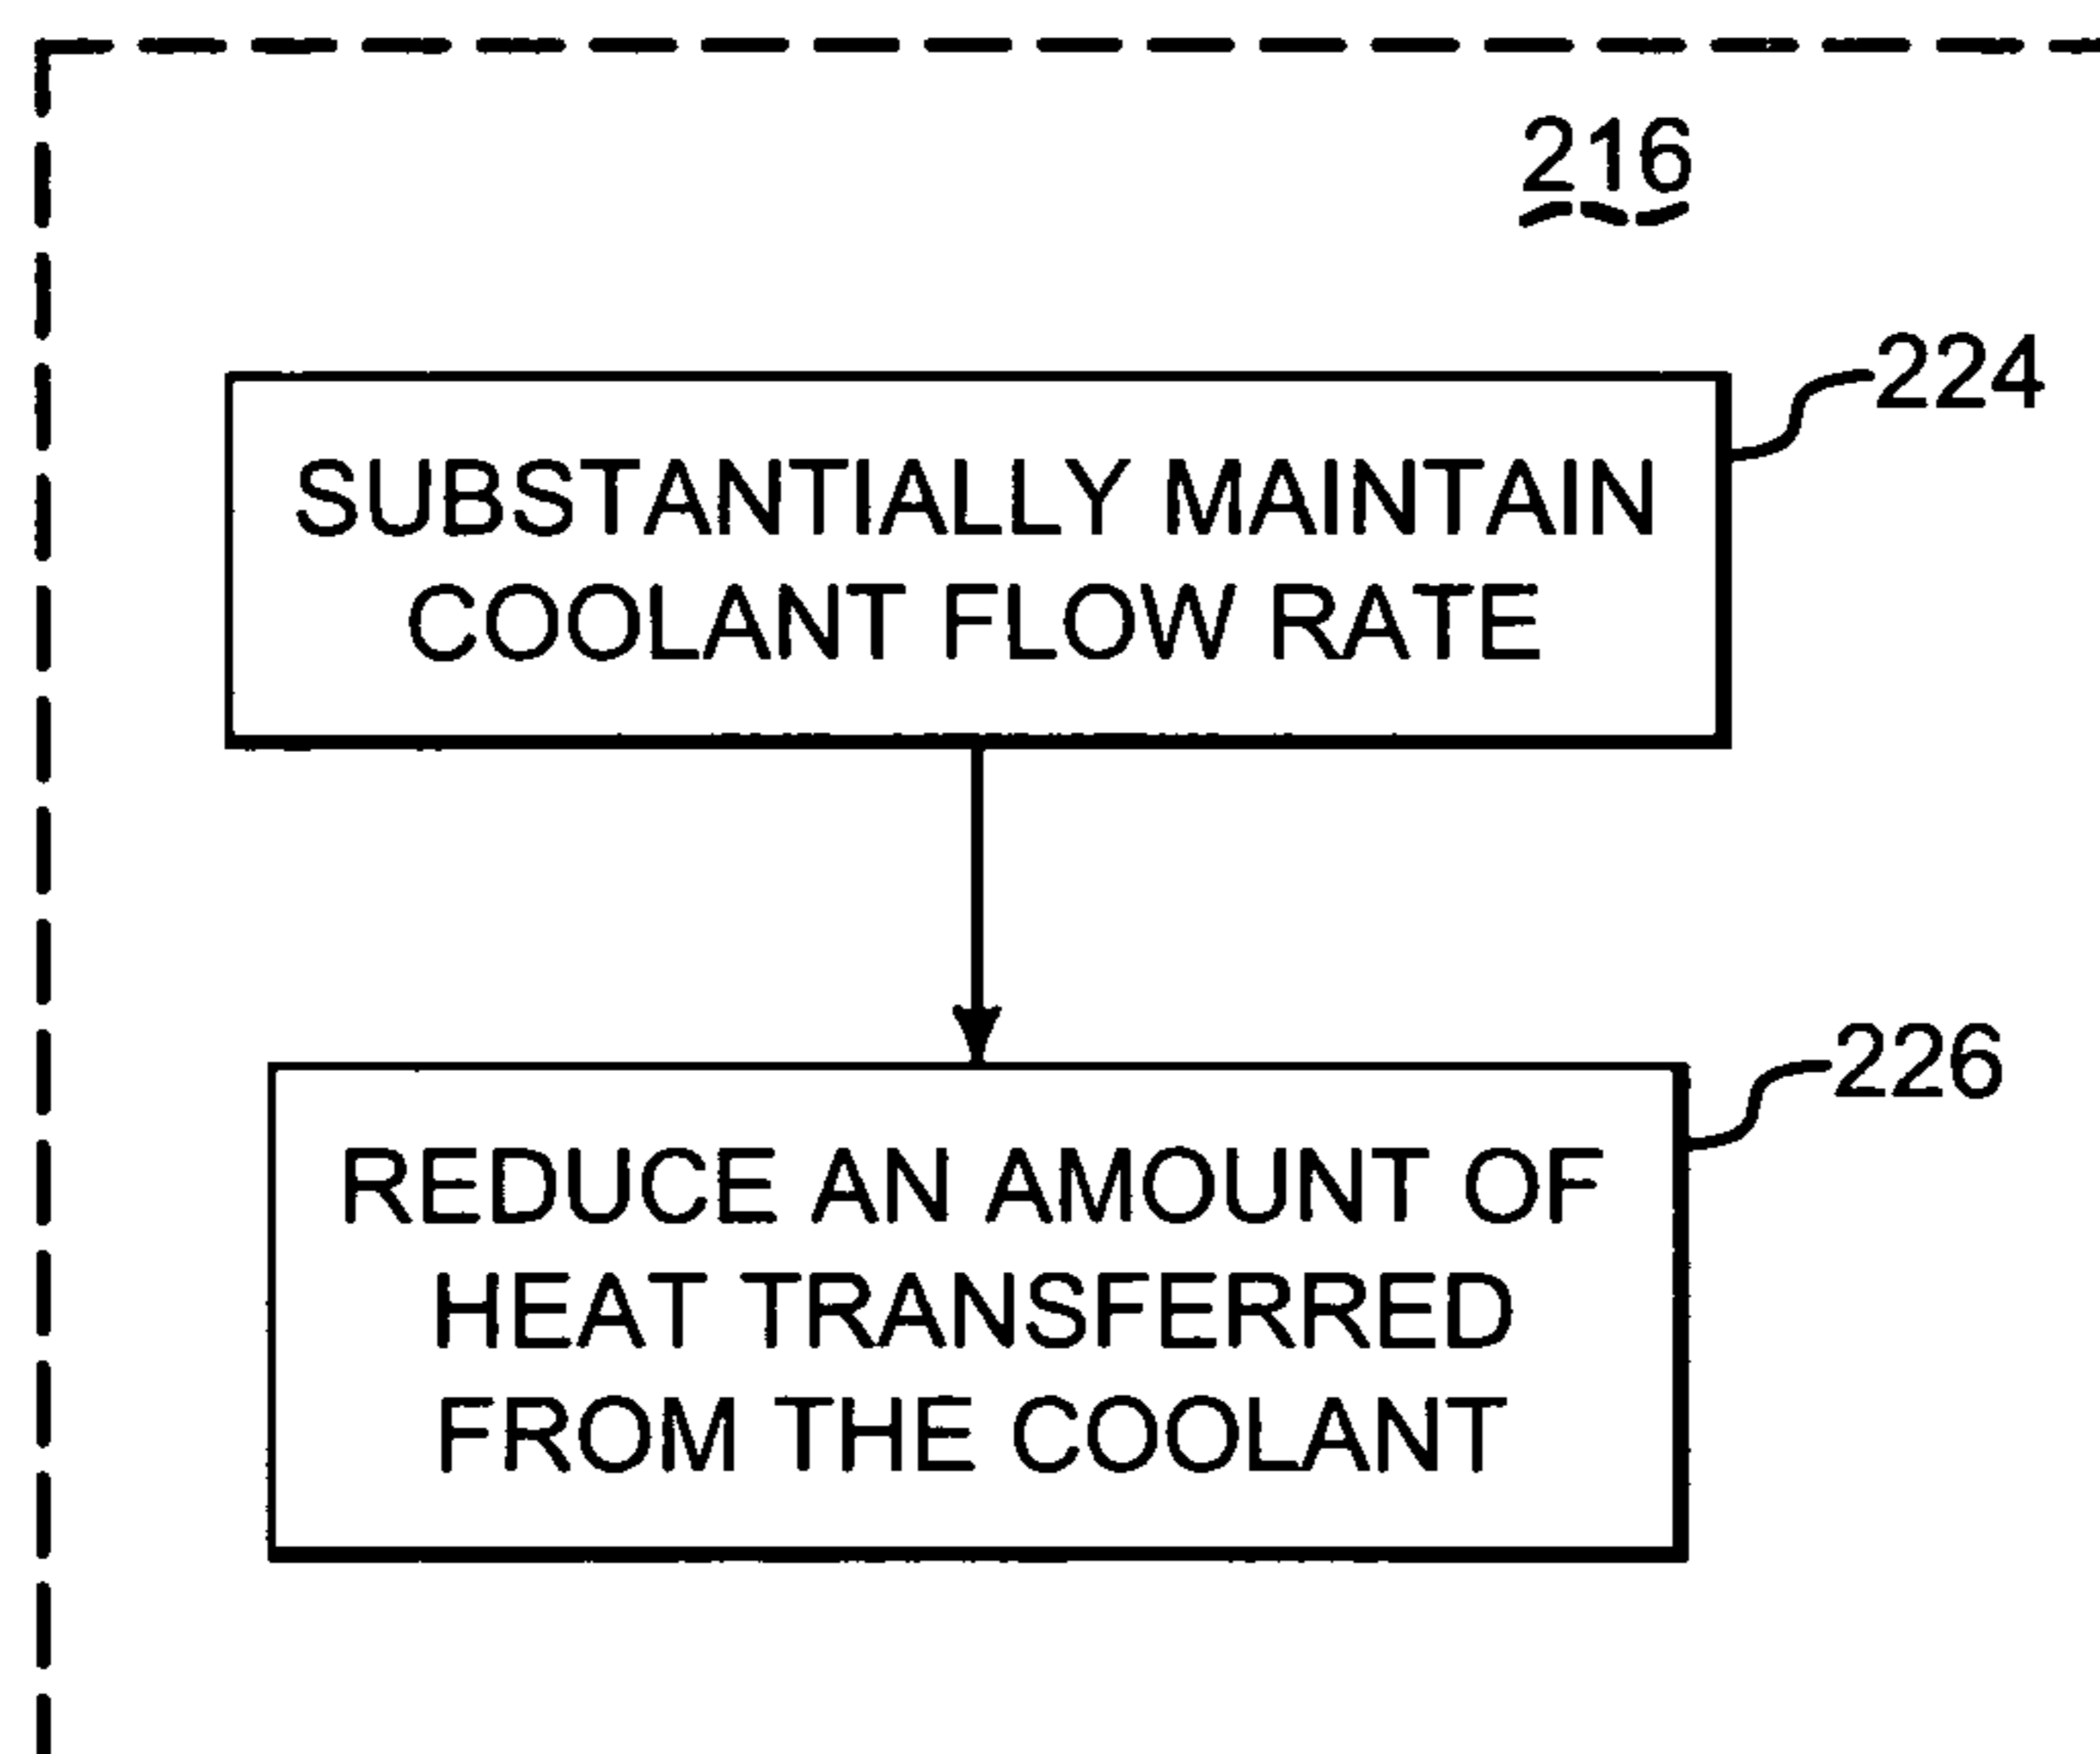 216
224
SUBSTANTIALLY MAINTAIN
COOLANT FLOW RATE
226
REDUCE AN AMOUNT OF
HEAT TRANSFERRED
FROM THE COOLANT